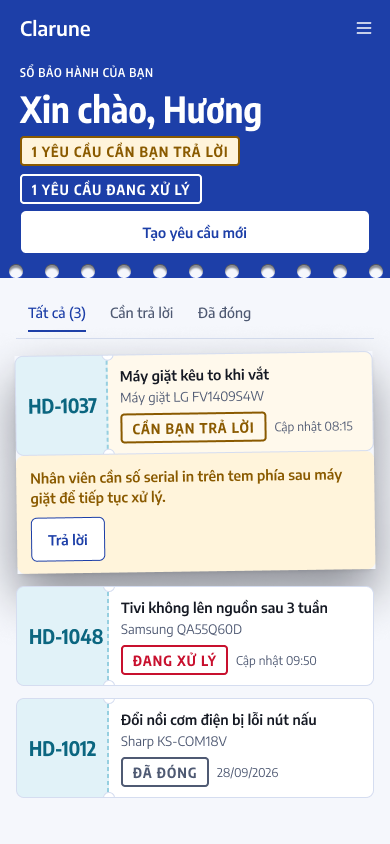 Clarune
SỔ BẢO HÀNH CỦA BẠN
Xin chào, Hương
1 YÊU CẦU CẦN BẠN TRẢ LỜI
1 YÊU CẦU ĐANG XỬ LÝ
Tạo yêu cầu mới
Tất cả (3)
Cần trả lời
Đã đóng
HD-1037
Máy giặt kêu to khi vắt
Máy giặt LG FV1409S4W
CẦN BẠN TRẢ LỜI
Cập nhật 08:15
Nhân viên cần số serial in trên tem phía sau máy
giặt để tiếp tục xử lý.
Trả lời
HD-1048
Tivi không lên nguồn sau 3 tuần
Samsung QA55Q60D
ĐANG XỬ LÝ
Cập nhật 09:50
HD-1012
Đổi nồi cơm điện bị lỗi nút nấu
Sharp KS-COM18V
ĐÃ ĐÓNG
28/09/2026